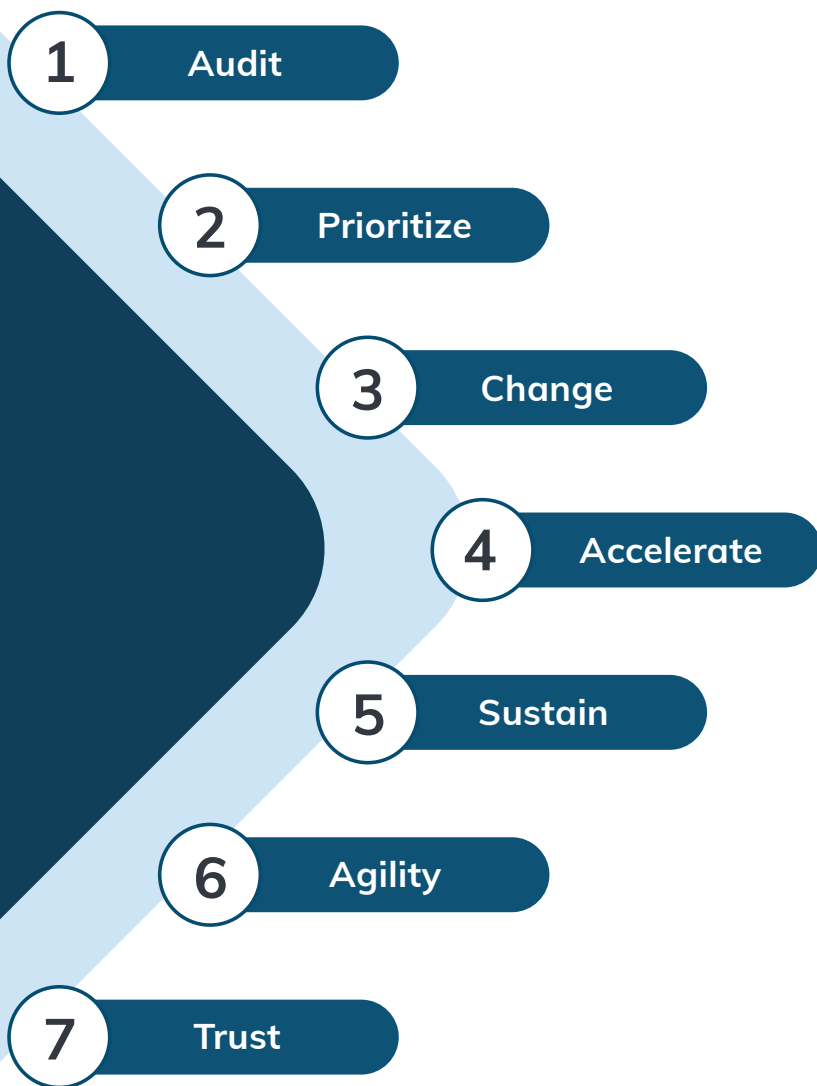 1 Audit
2 Prioritize
3 Change
4 Accelerate
5 Sustain
6 Agility
7 Trust